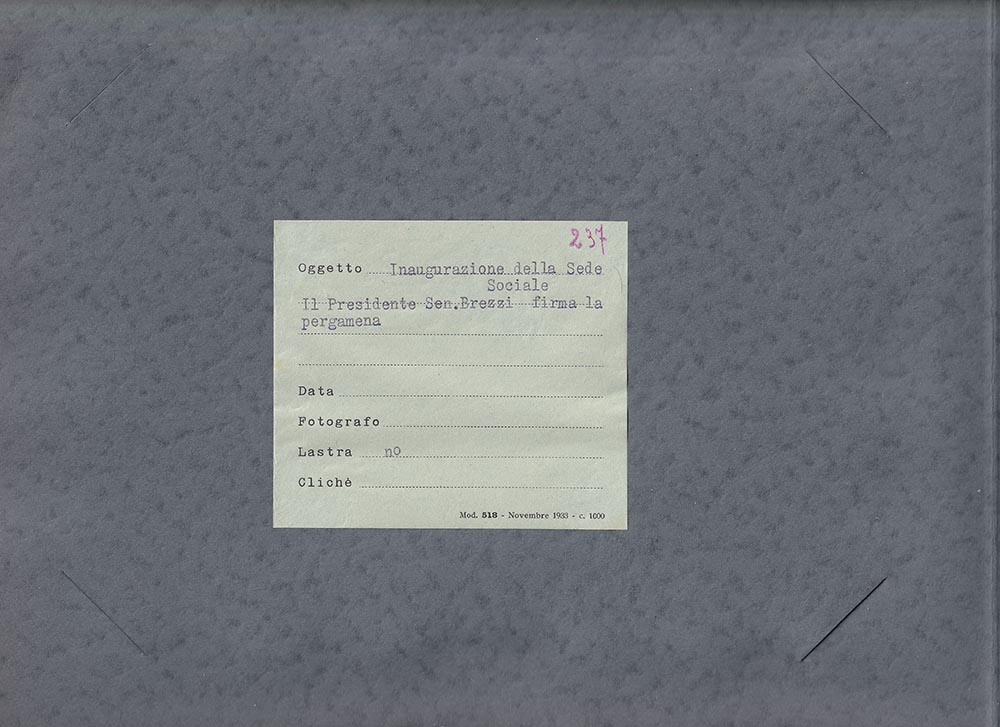 237
Oggetto Inaugurazione della Sede
Sociale
Il Presidente Sen.Brezzi firma la
pergamena
Data
Fotografo
Lastra no
Clichè
Mod. 518 - Novembre 1933 - c. 1000